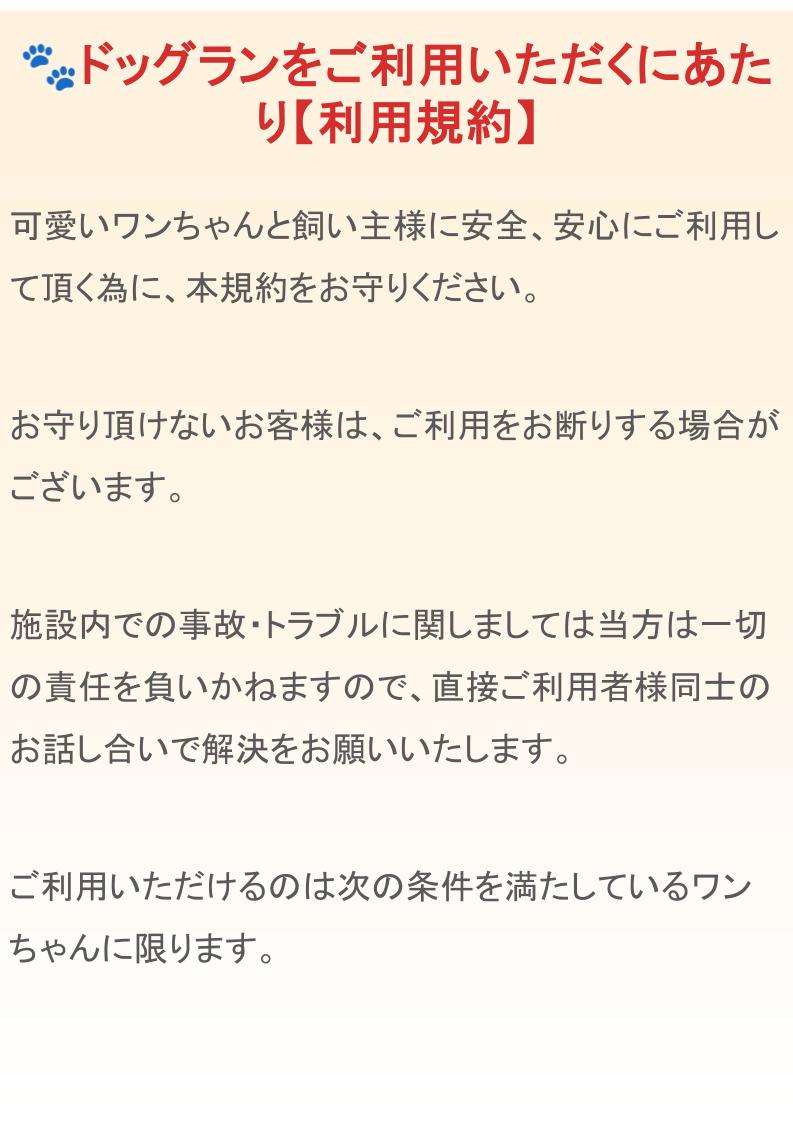 🐾ドッグランをご利用いただくにあた
り【利用規約】
可愛いワンちゃんと飼い主様に安全、安心にご利用し
て頂く為に、本規約をお守りください。
お守り頂けないお客様は、ご利用をお断りする場合が
ございます。
施設内での事故・トラブルに関しましては当方は一切
の責任を負いかねますので、直接ご利用者様同士の
お話し合いで解決をお願いいたします。
ご利用いただけるのは次の条件を満たしているワン
ちゃんに限ります。